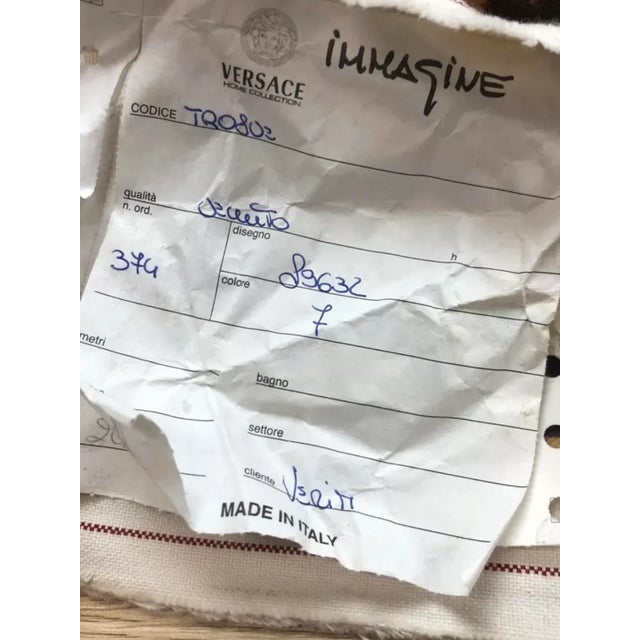 VERSACE
HOME COLLECTION
IMMAGINE
CODICE TR0802
qualità
n. ord.
disegno
h
374
colore
89632
7
metri
bagno
settore
cliente
MADE IN ITALY